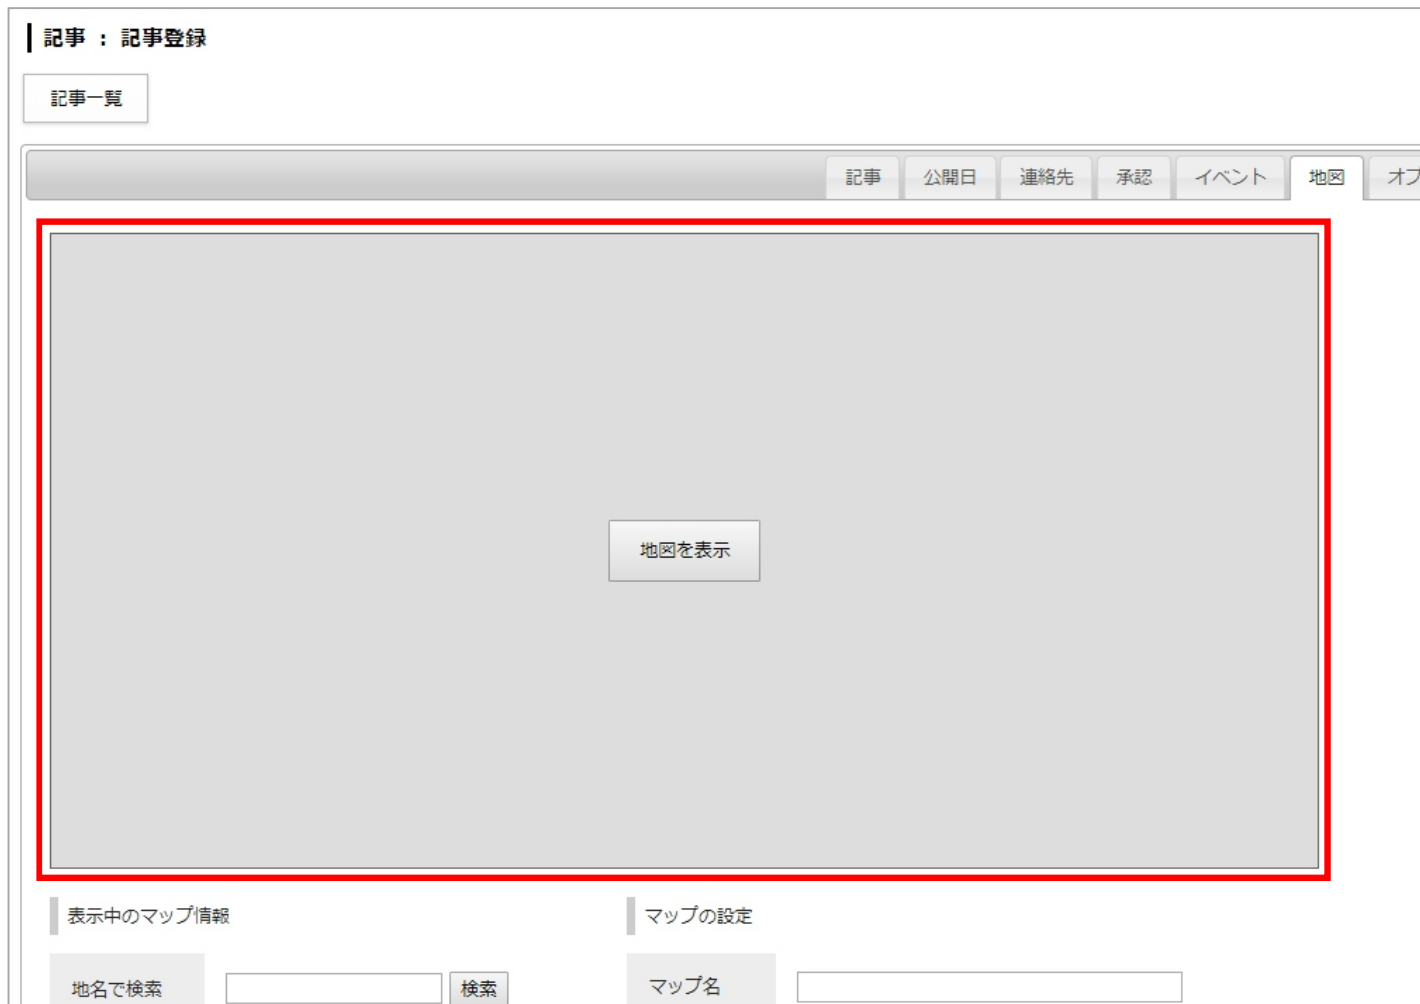 記事 : 記事登録
記事一覧
記事 公開日 連絡先 承認 イベント 地図 オプ
地図を表示
表示中のマップ情報 マップの設定
地名で検索 検索 マップ名